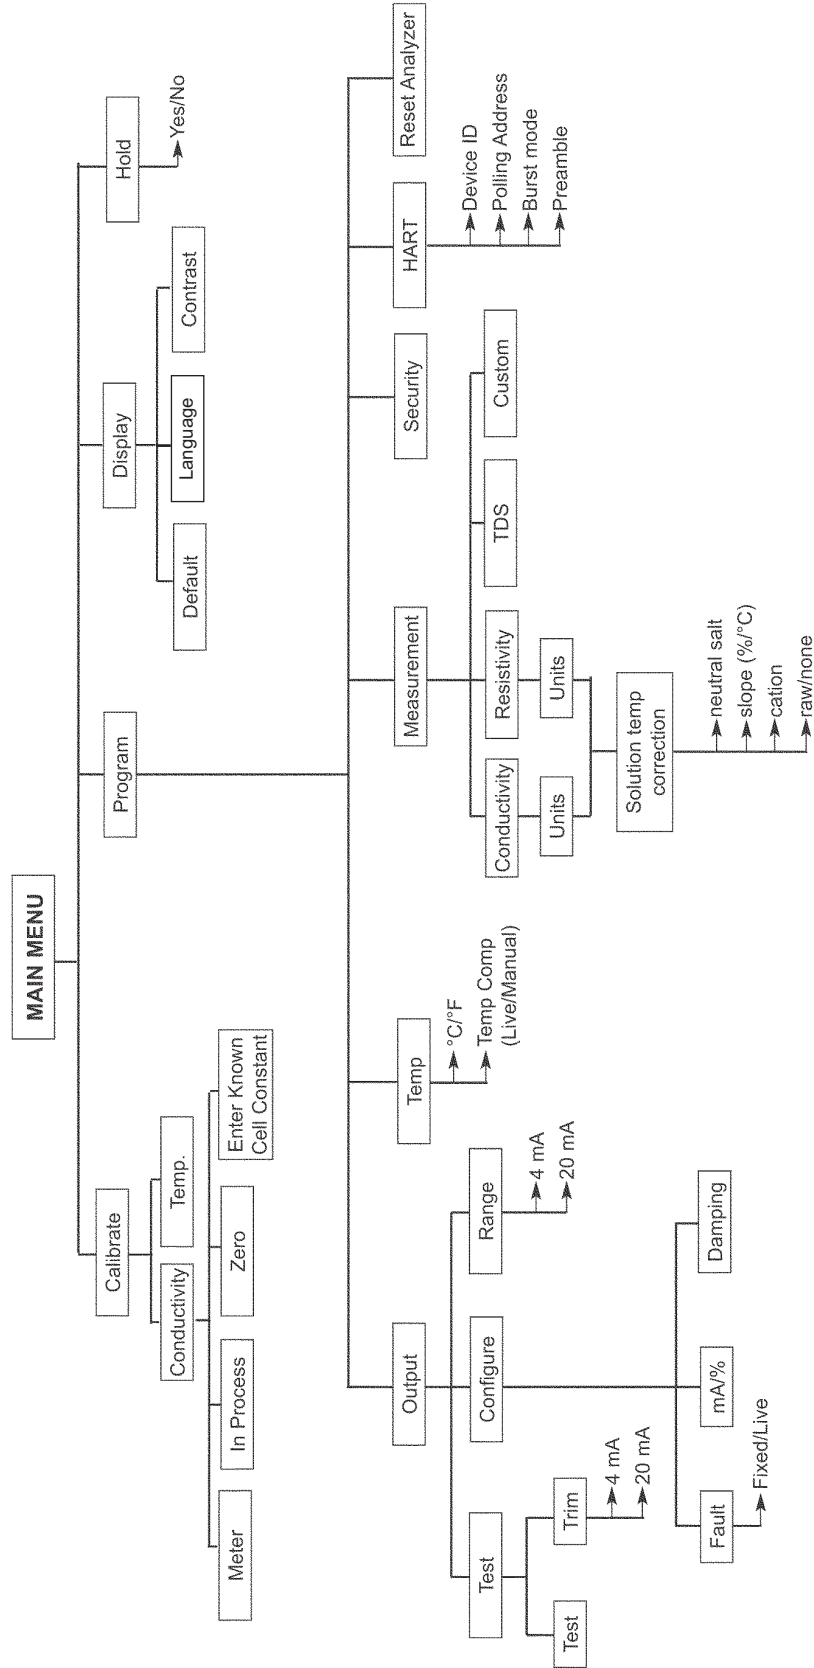 MAIN MENU
Calibrate
Program
Display
Hold
Conductivity
Temp.
Default
Language
Contrast
Yes/No
Meter
In Process
Zero
Enter Known
Cell Constant
Output
Temp
Measurement
Security
HART
Reset Analyzer
Test
Configure
Range
°C/°F
Temp Comp
(Live/Manual)
Conductivity
Resistivity
TDS
Custom
Device ID
Polling Address
Burst mode
Preamble
4 mA
20 mA
Units
Units
Test
Trim
4 mA
20 mA
Solution temp
correction
Fault
mA/%
Damping
neutral salt
slope (%/°C)
cation
raw/none
Fixed/Live